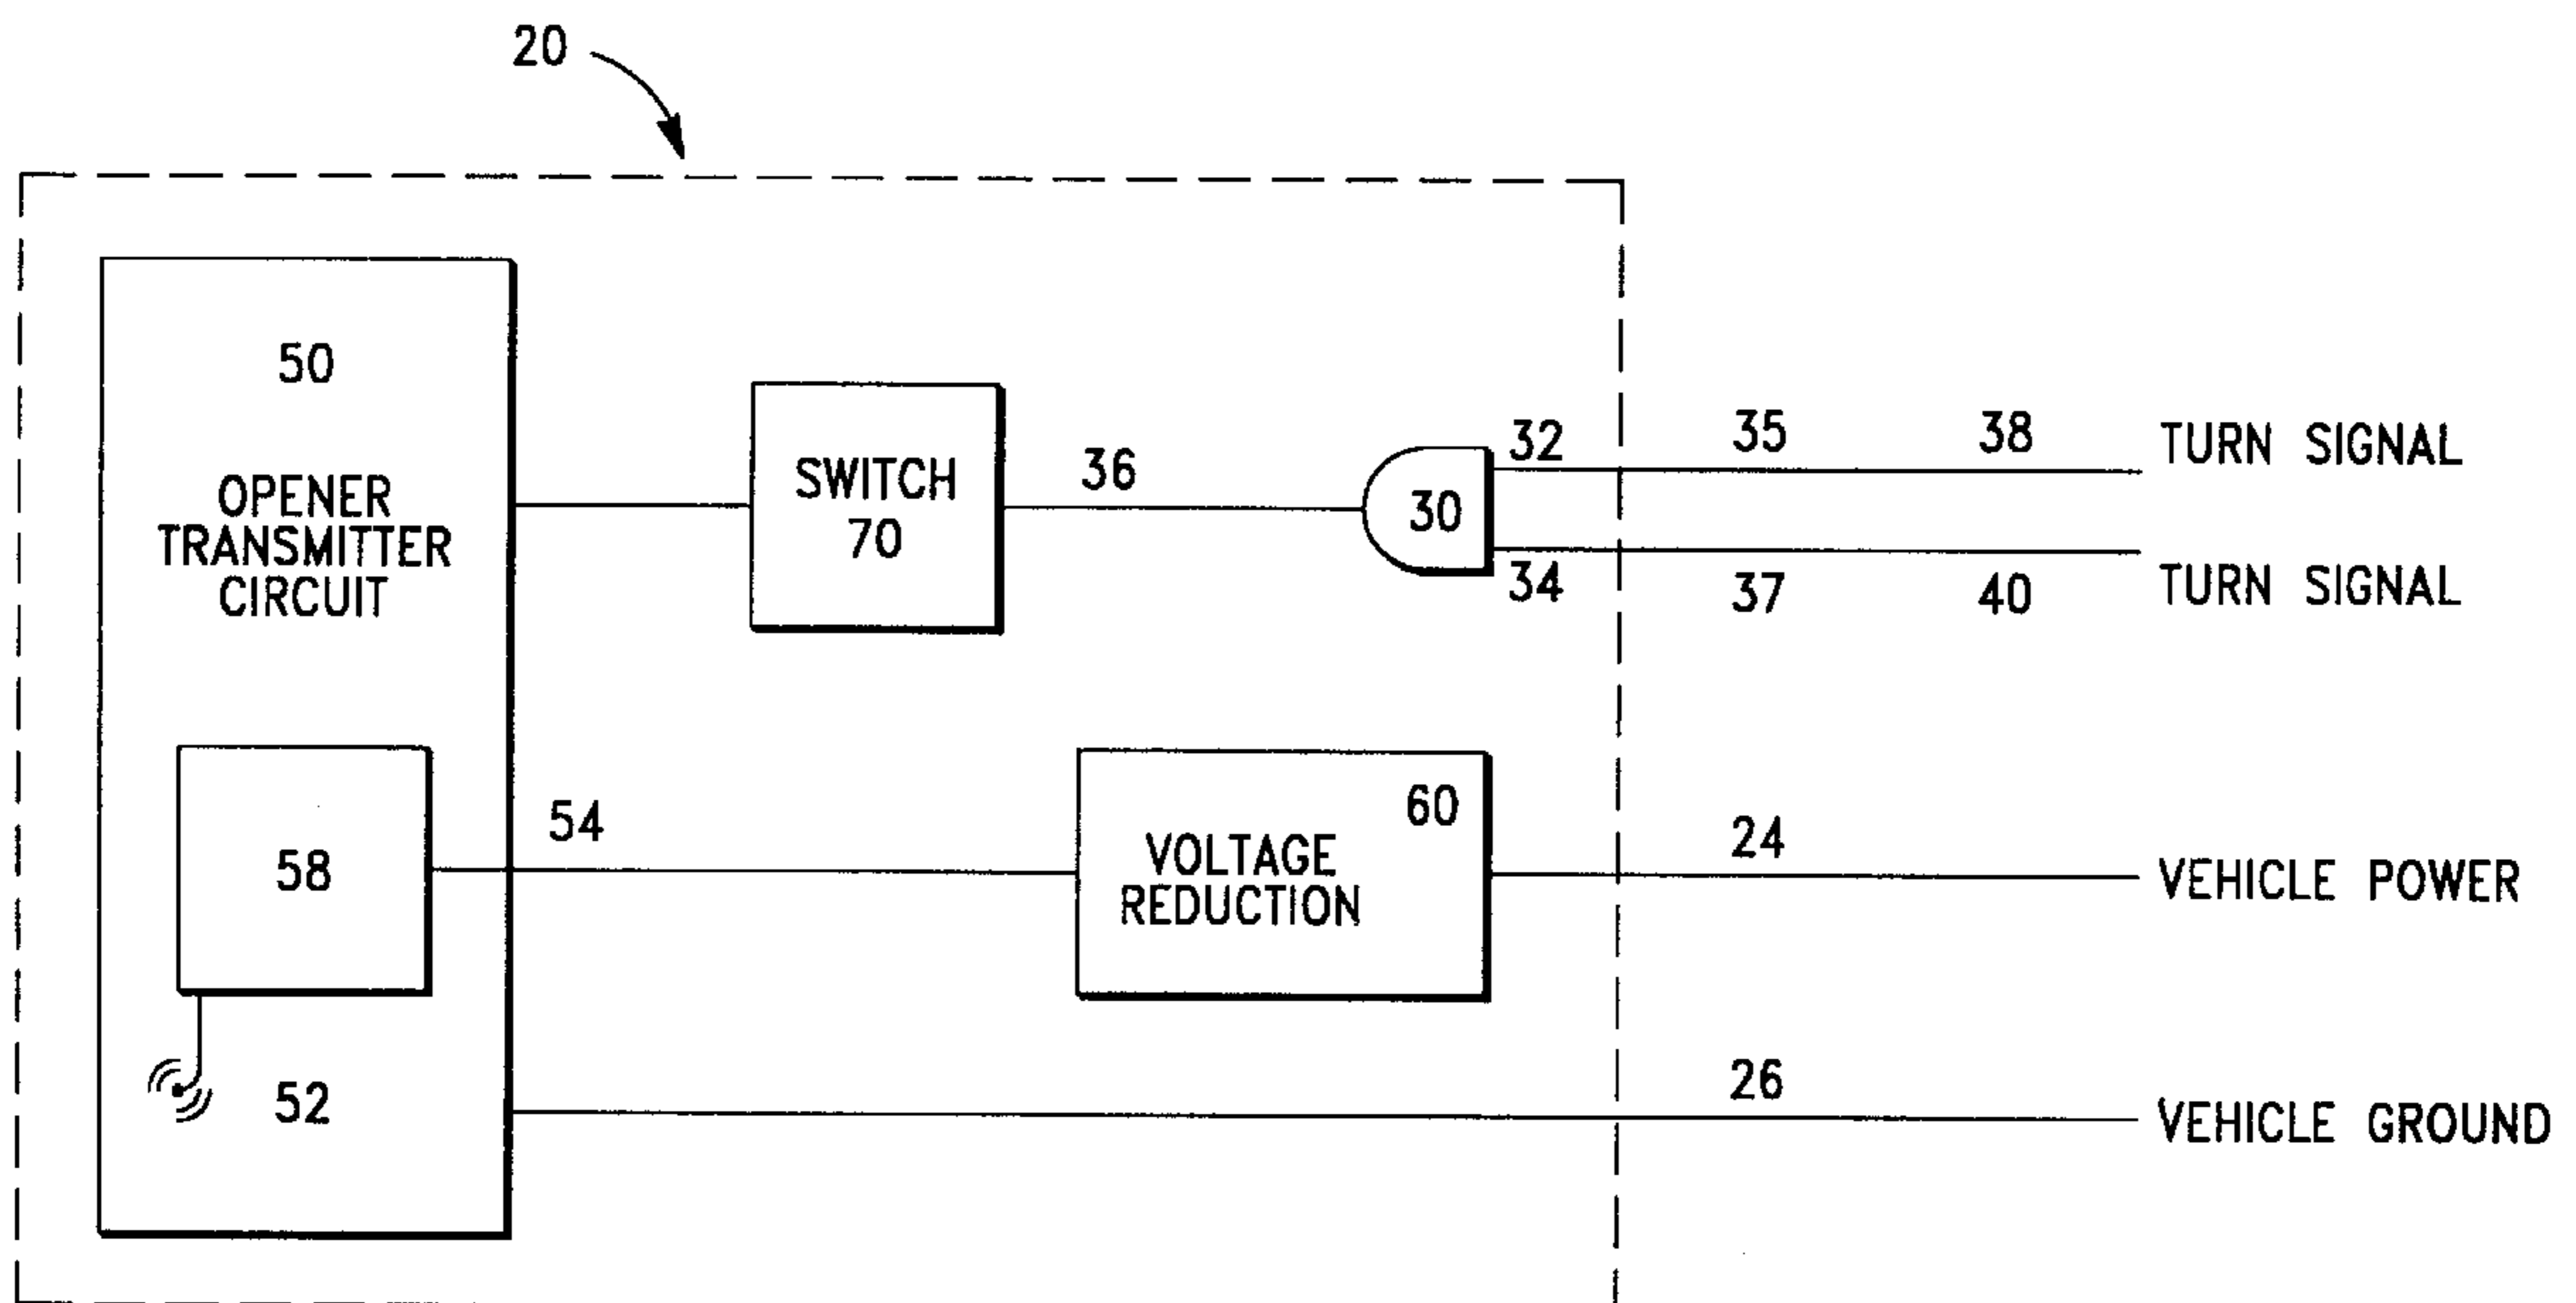 20
50
OPENER
TRANSMITTER
CIRCUIT
SWITCH
70
36
30
32
34
35
38
TURN SIGNAL
37
40
TURN SIGNAL
58
54
VOLTAGE
REDUCTION
60
24
VEHICLE POWER
52
26
VEHICLE GROUND